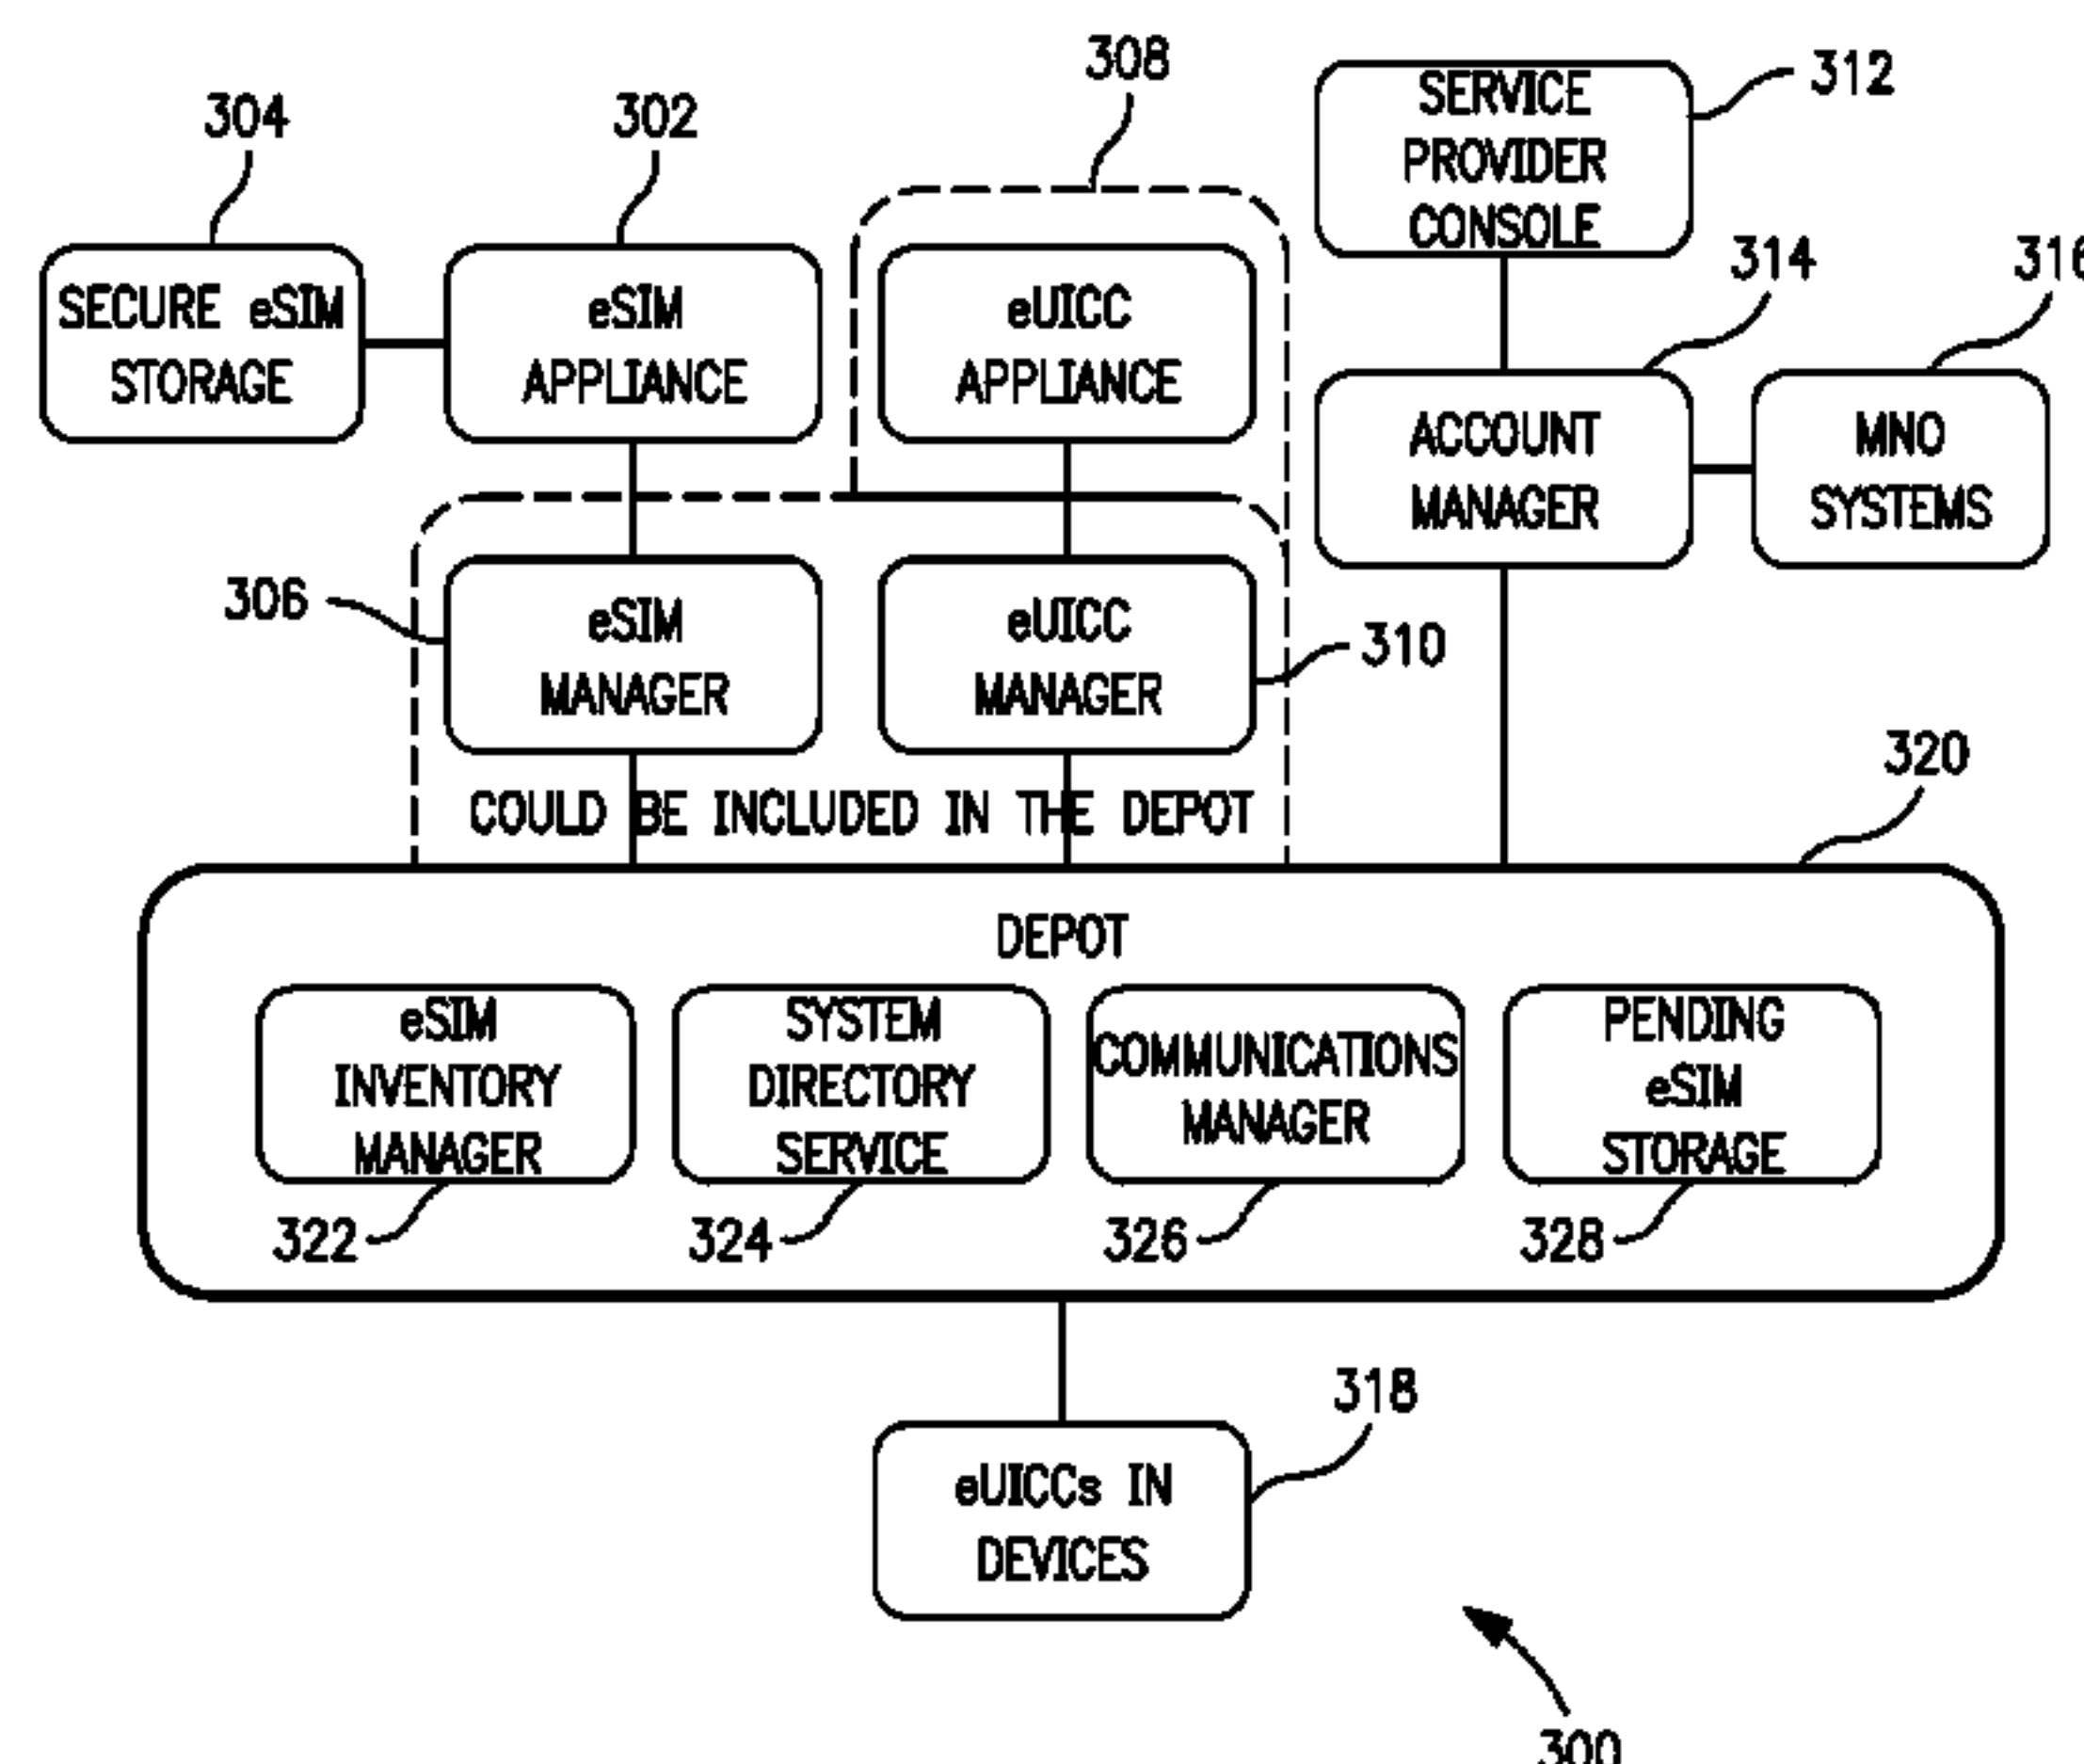 308
312
304
302
SERVICE
PROVIDER
CONSOLE
314
316
SECURE eSIM
STORAGE
eSIM
APPLIANCE
eUICC
APPLIANCE
ACCOUNT
MANAGER
MNO
SYSTEMS
306
eSIM
MANAGER
eUICC
MANAGER
310
COULD BE INCLUDED IN THE DEPOT
320
DEPOT
eSIM
INVENTORY
MANAGER
SYSTEM
DIRECTORY
SERVICE
COMMUNICATIONS
MANAGER
PENDING
eSIM
STORAGE
322
324
326
328
318
eUICCs IN
DEVICES
300